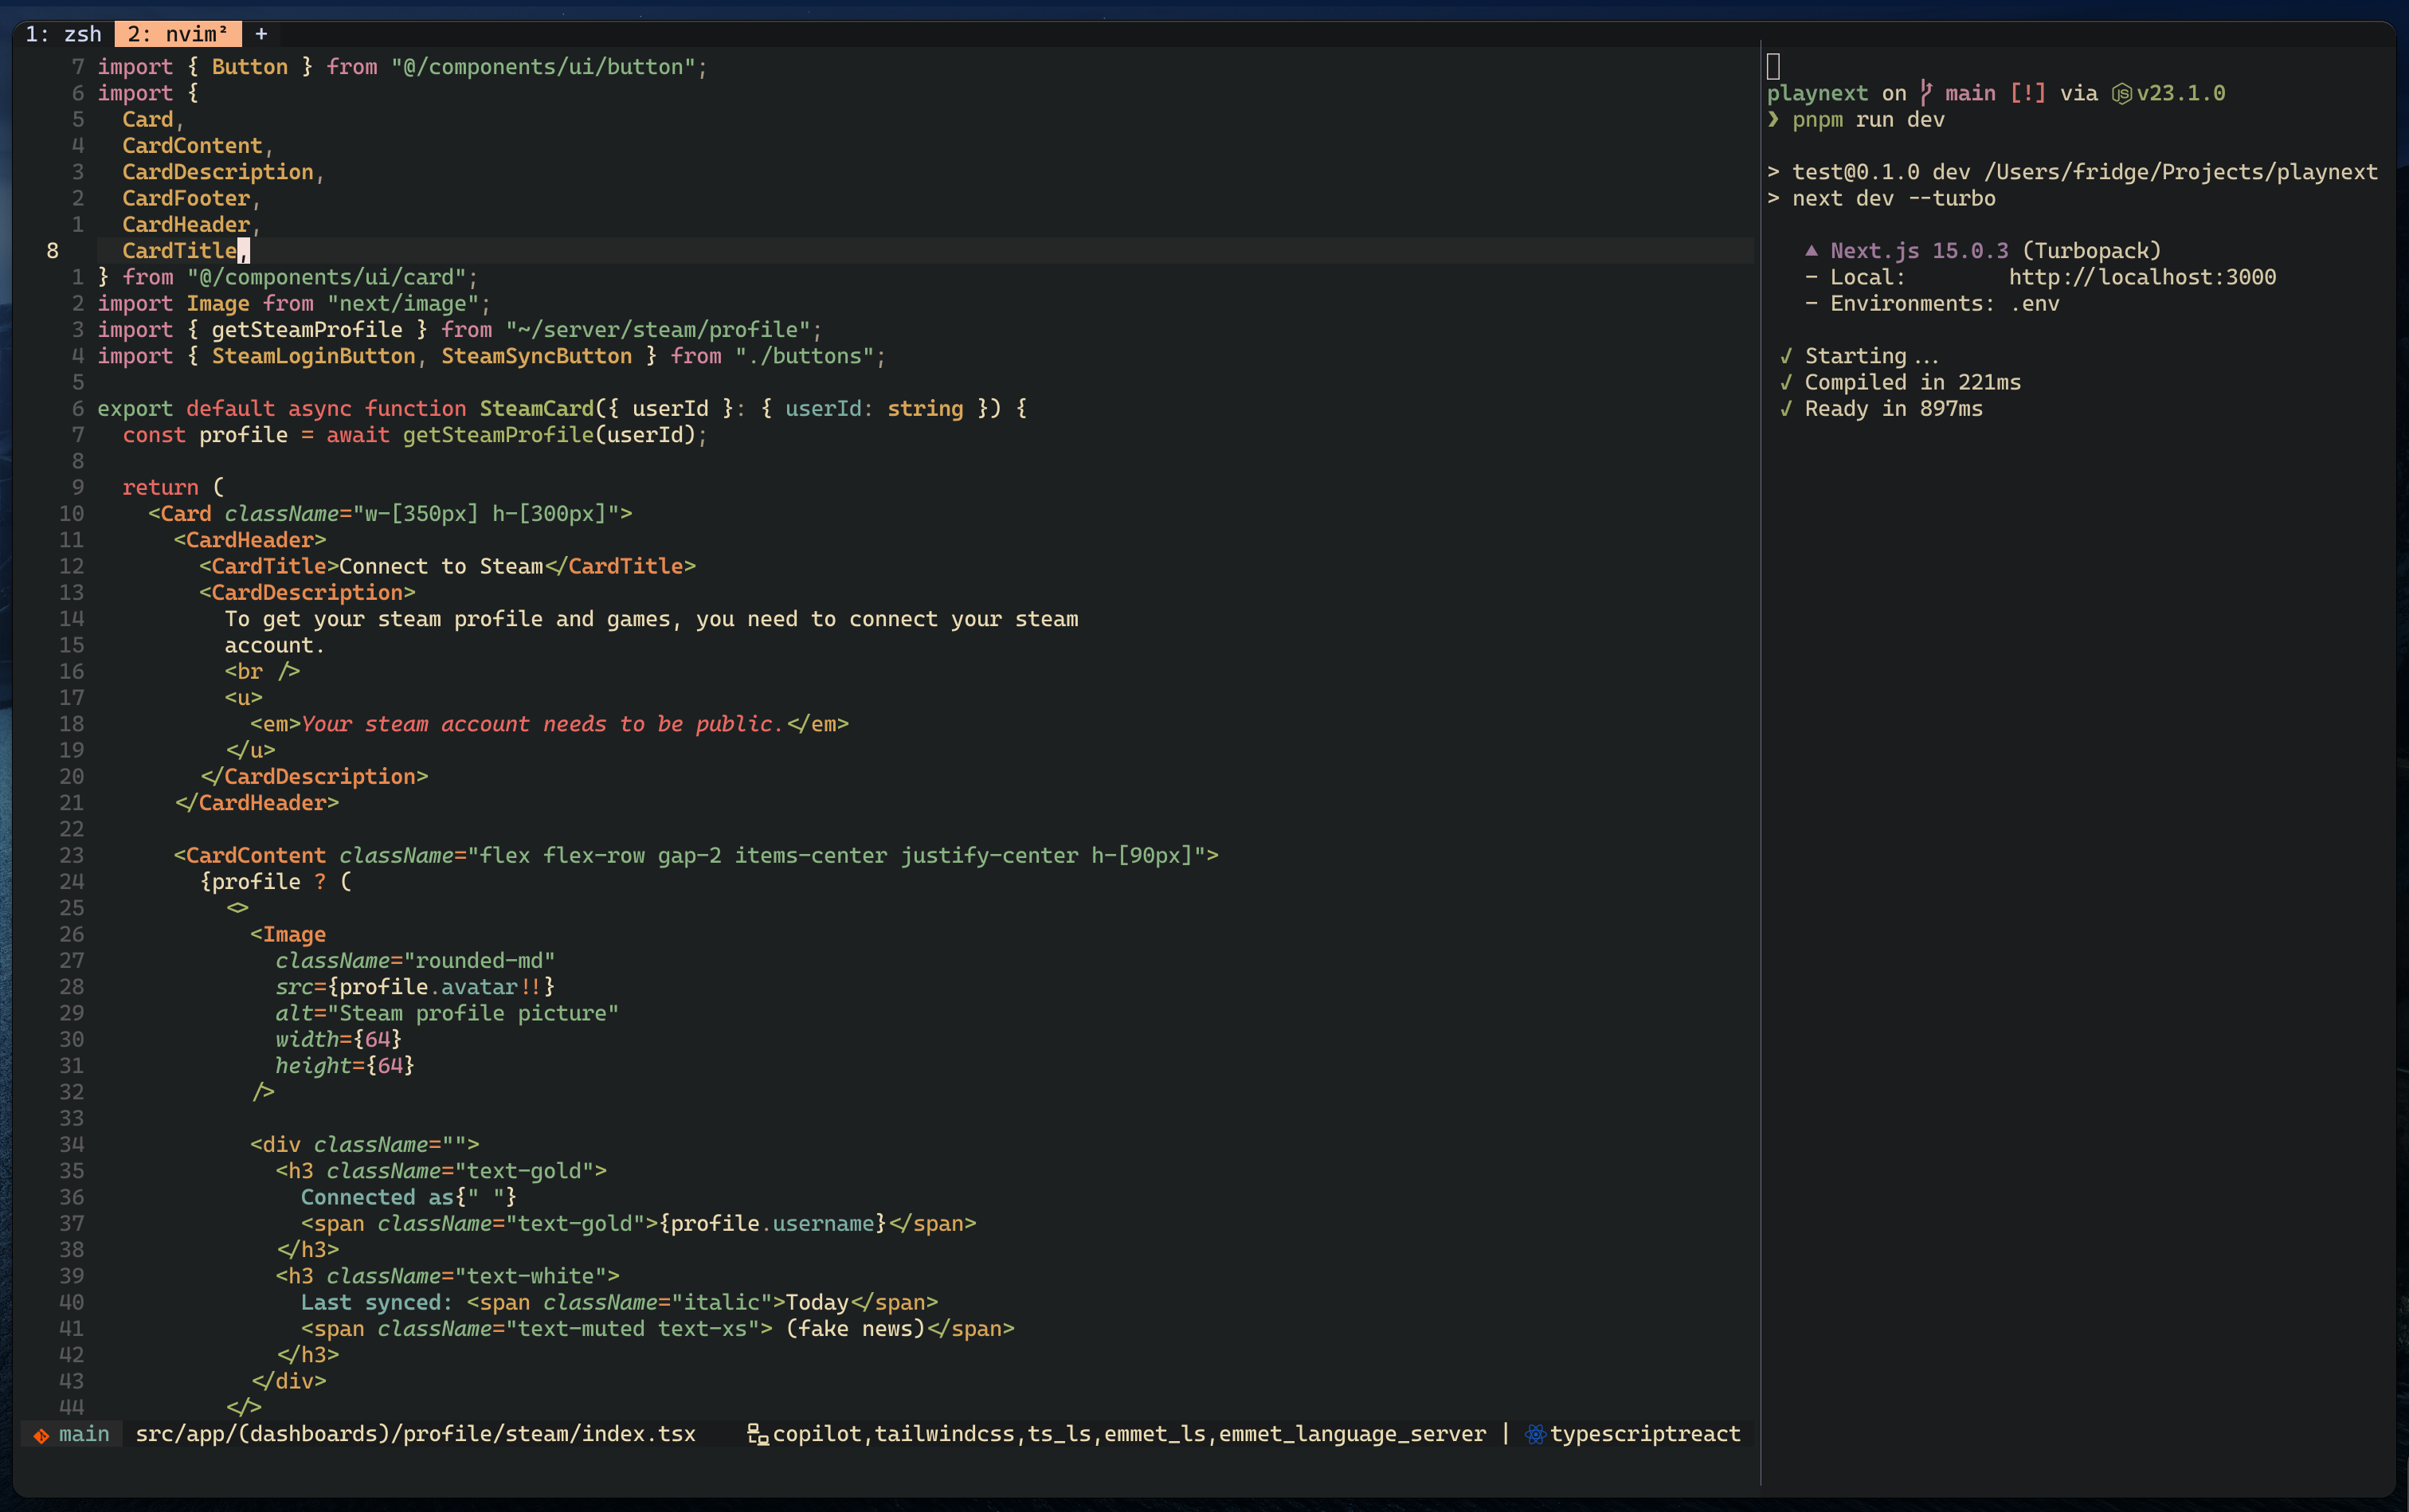 1: zsh 2: nvim² +
7 import { Button } from "@/components/ui/button";
6 import {
5   Card,
4   CardContent,
3   CardDescription,
2   CardFooter,
1   CardHeader,
8   CardTitle,
1 } from "@/components/ui/card";
2 import Image from "next/image";
3 import { getSteamProfile } from "~/server/steam/profile";
4 import { SteamLoginButton, SteamSyncButton } from "./buttons";
5
6 export default async function SteamCard({ userId }: { userId: string }) {
7   const profile = await getSteamProfile(userId);
8
9   return (
10     <Card className="w-[350px] h-[300px]">
11       <CardHeader>
12         <CardTitle>Connect to Steam</CardTitle>
13         <CardDescription>
14           To get your steam profile and games, you need to connect your steam
15           account.
16           <br />
17           <u>
18             <em>Your steam account needs to be public.</em>
19           </u>
20         </CardDescription>
21       </CardHeader>
22
23       <CardContent className="flex flex-row gap-2 items-center justify-center h-[90px]">
24         {profile ? (
25           <>
26             <Image
27               className="rounded-md"
28               src={profile.avatar!!}
29               alt="Steam profile picture"
30               width={64}
31               height={64}
32             />
33
34             <div className="">
35               <h3 className="text-gold">
36                 Connected as{" "}
37                 <span className="text-gold">{profile.username}</span>
38               </h3>
39               <h3 className="text-white">
40                 Last synced: <span className="italic">Today</span>
41                 <span className="text-muted text-xs"> (fake news)</span>
42               </h3>
43             </div>
44           </>
main src/app/(dashboards)/profile/steam/index.tsx copilot,tailwindcss,ts_ls,emmet_ls,emmet_language_server | typescriptreact
playnext on main [!] via v23.1.0
❯ pnpm run dev
> test@0.1.0 dev /Users/fridge/Projects/playnext
> next dev --turbo
▲ Next.js 15.0.3 (Turbopack)
- Local:        http://localhost:3000
- Environments: .env
✓ Starting...
✓ Compiled in 221ms
✓ Ready in 897ms